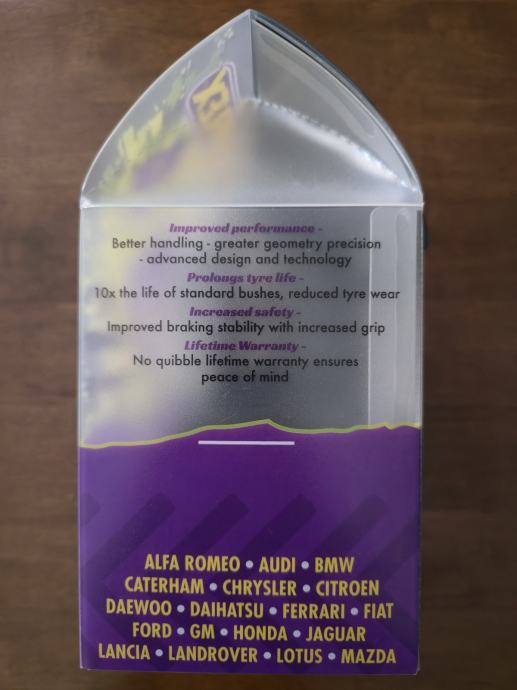 Improved performance -
Better handling - greater geometry precision
- advanced design and technology
Prolongs tyre life -
10x the life of standard bushes, reduced tyre wear
Increased safety -
Improved braking stability with increased grip
Lifetime Warranty -
No quibble lifetime warranty ensures
peace of mind
ALFA ROMEO • AUDI • BMW
CATERHAM • CHRYSLER • CITROEN
DAEWOO • DAIHATSU • FERRARI • FIAT
FORD • GM • HONDA • JAGUAR
LANCIA • LANDROVER • LOTUS • MAZDA